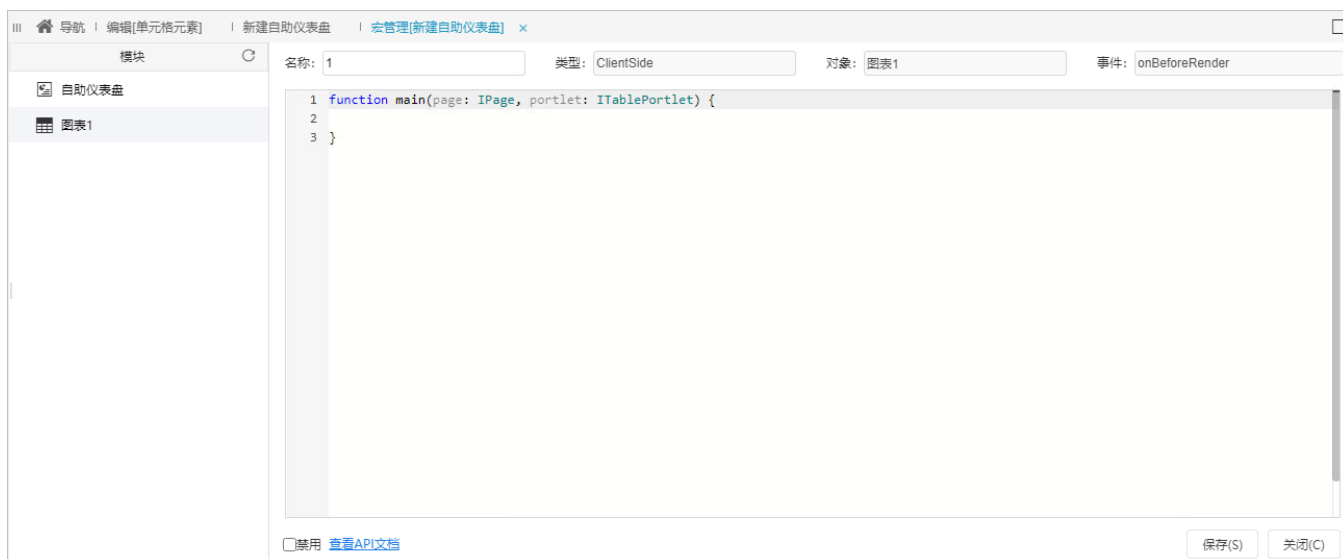 导航 编辑[单元格元素] 新建自助仪表盘 宏管理[新建自助仪表盘] ×
模块
自助仪表盘
图表1
名称: 1 类型: ClientSide 对象: 图表1 事件: onBeforeRender
1 function main(page: IPage, portlet: ITablePortlet) {
2
3 }
禁用 查看API文档 保存(S) 关闭(C)